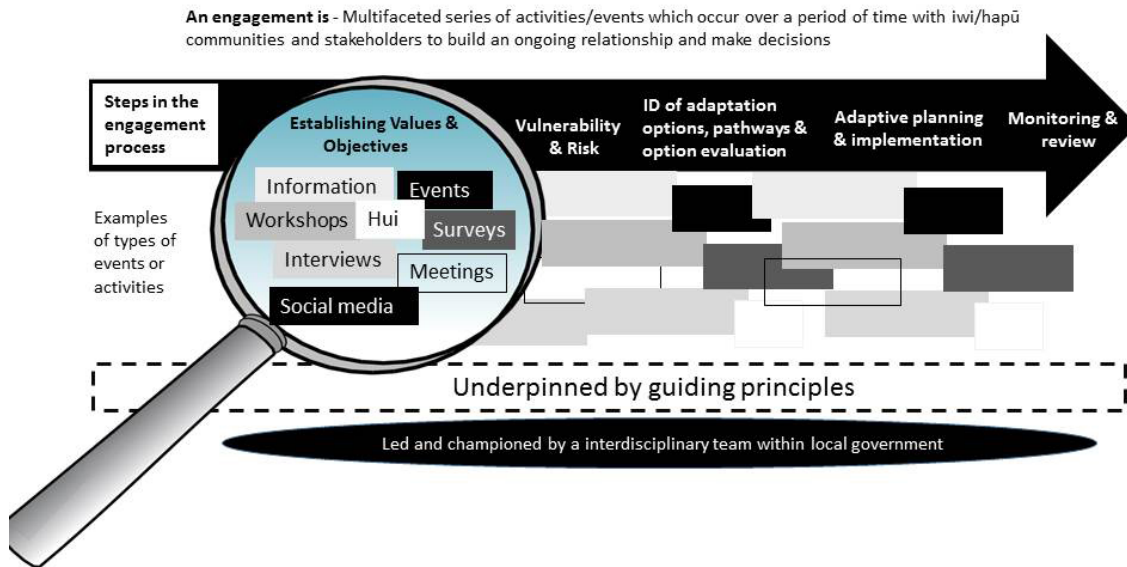 An engagement is - Multifaceted series of activities/events which occur over a period of time with iwi/hapū
communities and stakeholders to build an ongoing relationship and make decisions
Steps in the
engagement
process
Establishing Values &
Objectives
Vulnerability
& Risk
ID of adaptation
options, pathways &
option evaluation
Adaptive planning
& implementation
Monitoring &
review
Examples
of types of
events or
activities
Information
Events
Workshops
Hui
Surveys
Interviews
Meetings
Social media
Underpinned by guiding principles
Led and championed by a interdisciplinary team within local government